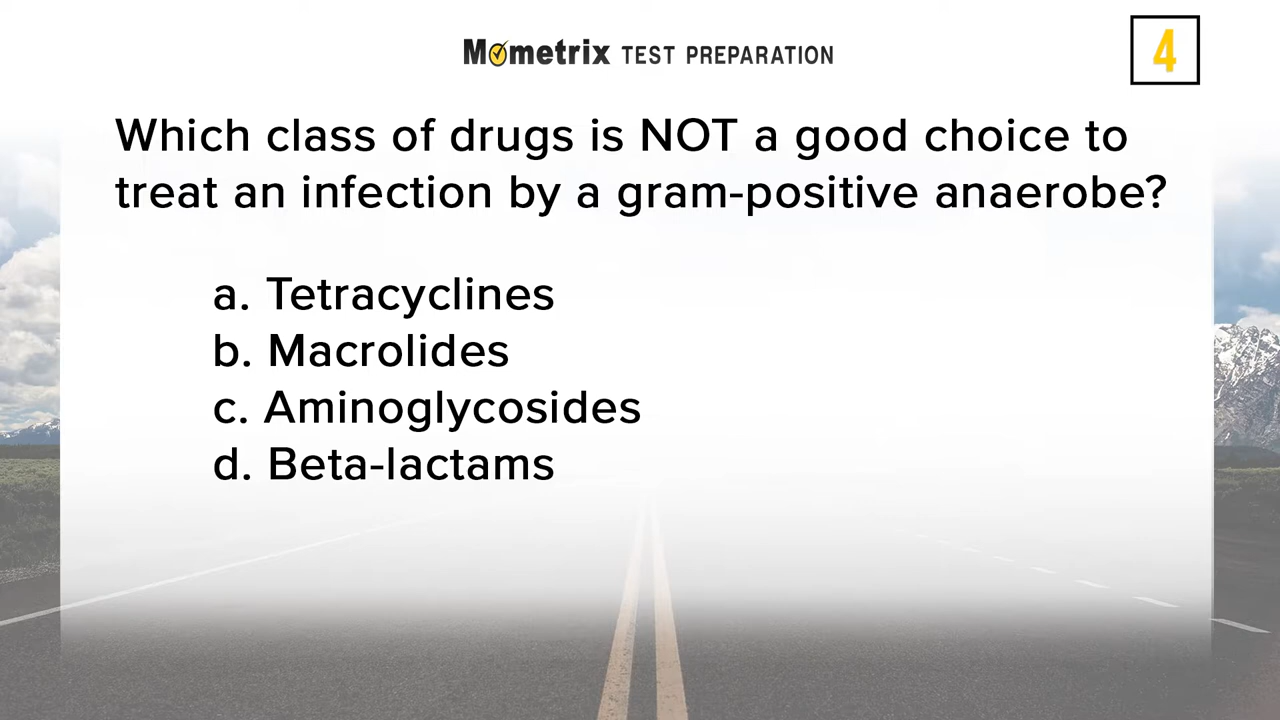 Mometrix TEST PREPARATION
4
Which class of drugs is NOT a good choice to
treat an infection by a gram-positive anaerobe?
a. Tetracyclines
b. Macrolides
c. Aminoglycosides
d. Beta-lactams